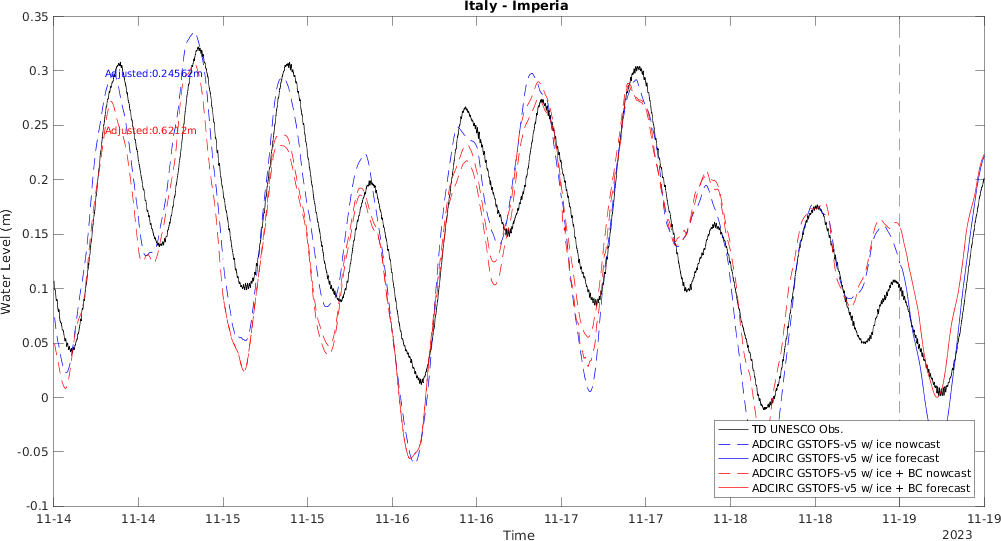 Italy - Imperia
0.35
0.3
0.25
0.2
0.15
0.1
0.05
0
-0.05
-0.1
Water Level (m)
Adjusted:0.24562m
Adjusted:0.6212m
TD UNESCO Obs.
ADCIRC GSTOFS-v5 w/ ice nowcast
ADCIRC GSTOFS-v5 w/ ice forecast
ADCIRC GSTOFS-v5 w/ ice + BC nowcast
ADCIRC GSTOFS-v5 w/ ice + BC forecast
11-14 11-14 11-15 11-15 11-16 11-16 11-17 11-17 11-18 11-18 11-19 11-19
Time
2023